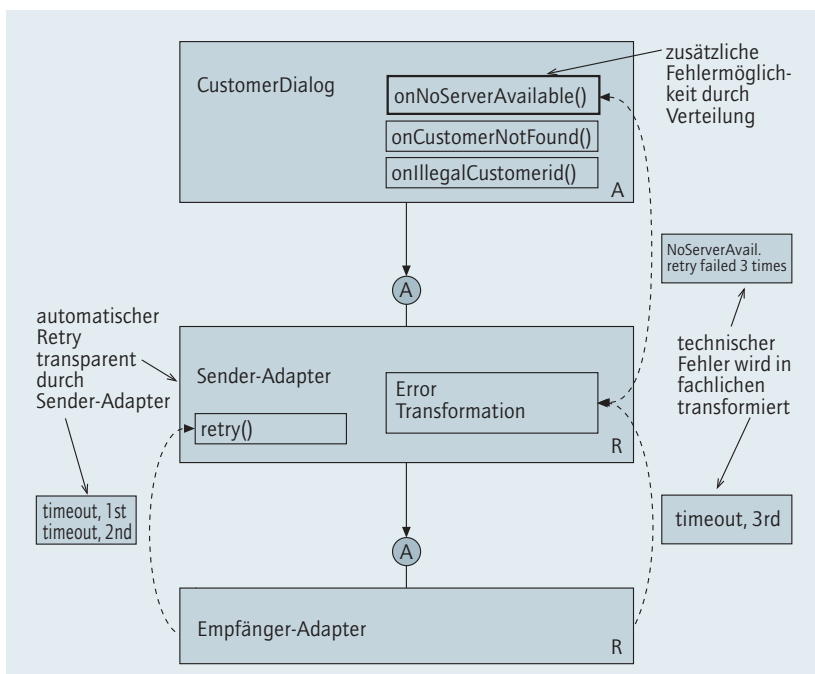 CustomerDialog
onNoServerAvailable()
onCustomerNotFound()
onIllegalCustomerid()
A
zusätzliche
Fehlermöglich-
keit durch
Verteilung
NoServerAvail.
retry failed 3 times
A
automatischer
Retry
transparent
durch
Sender-Adapter
Sender-Adapter
retry()
Error
Transformation
R
technischer
Fehler wird in
fachlichen
transformiert
timeout, 1st
timeout, 2nd
timeout, 3rd
A
Empfänger-Adapter
R